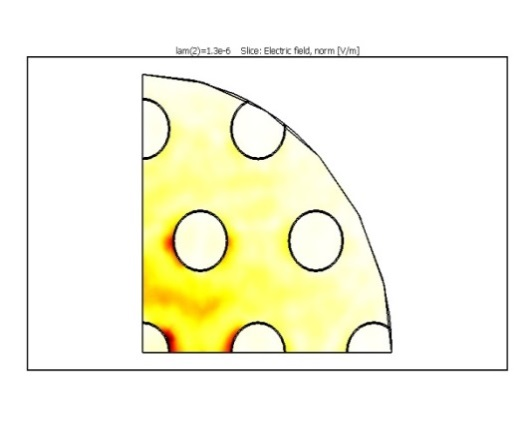 lam(2)=1.3e-6 Slice: Electric field, norm [V/m]